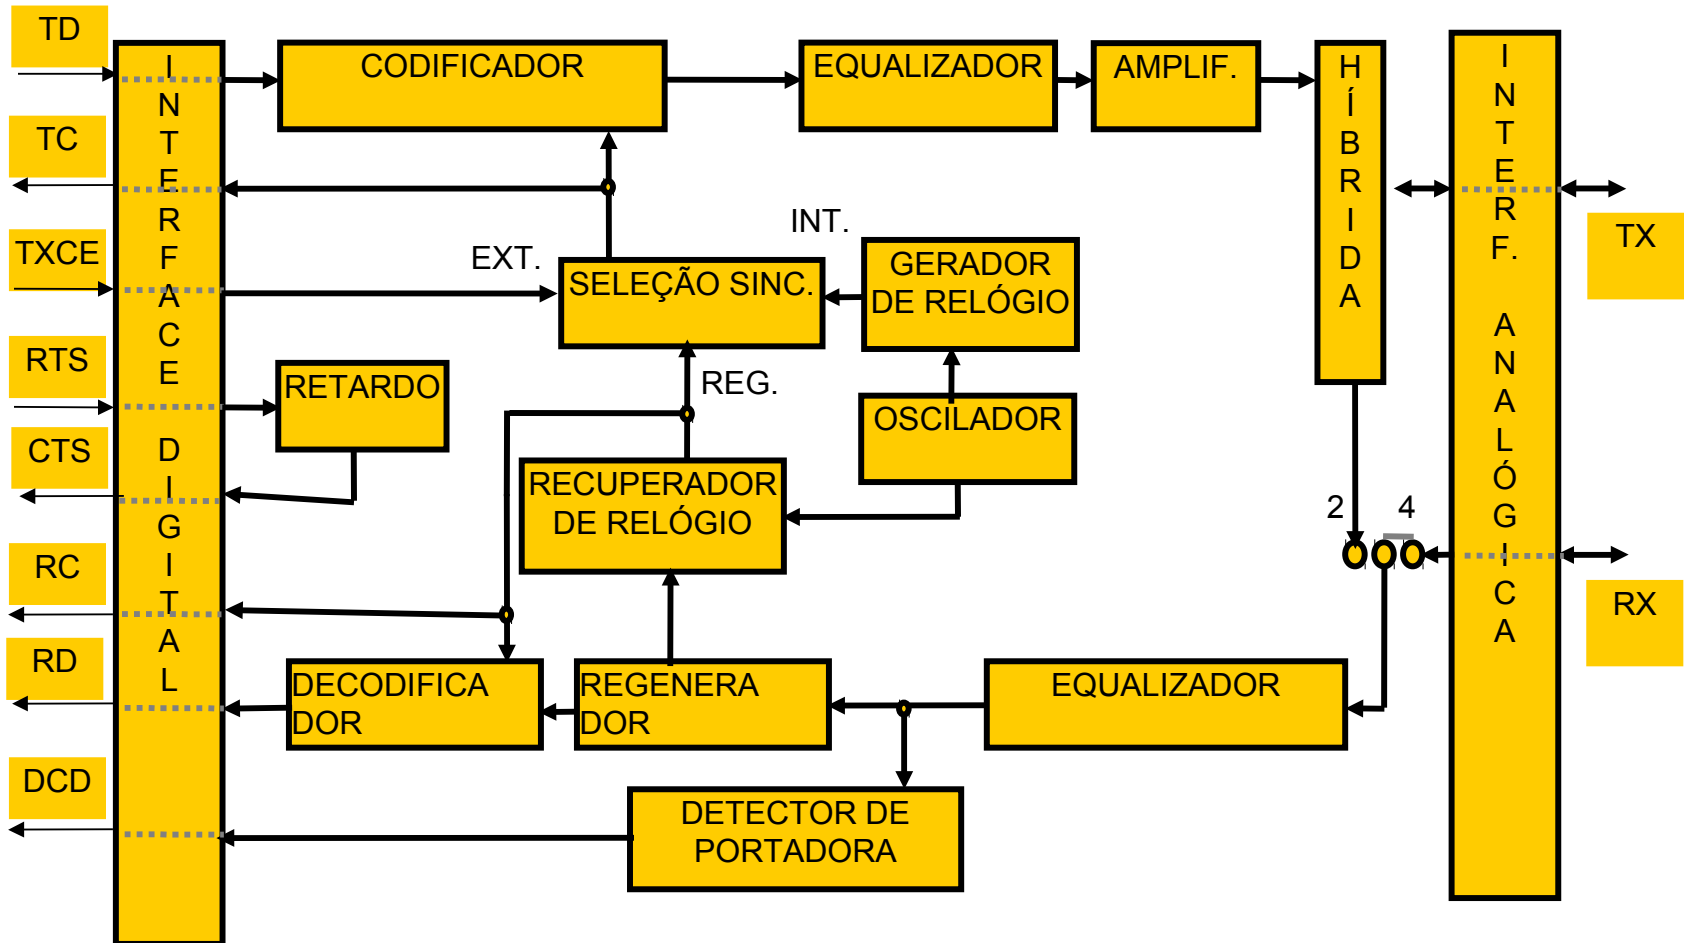 TD
TC
TXCE
RTS
CTS
RC
RD
DCD
INTERFACE DIGITAL
CODIFICADOR
EQUALIZADOR
AMPLIF.
HÍBRIDA
INTERF. ANALÓGICA
EXT.
INT.
SELEÇÃO SINC.
GERADOR
DE RELÓGIO
TX
RETARDO
REG.
OSCILADOR
RECUPERADOR
DE RELÓGIO
2
4
RX
DECODIFICA
DOR
REGENERA
DOR
EQUALIZADOR
DETECTOR DE
PORTADORA